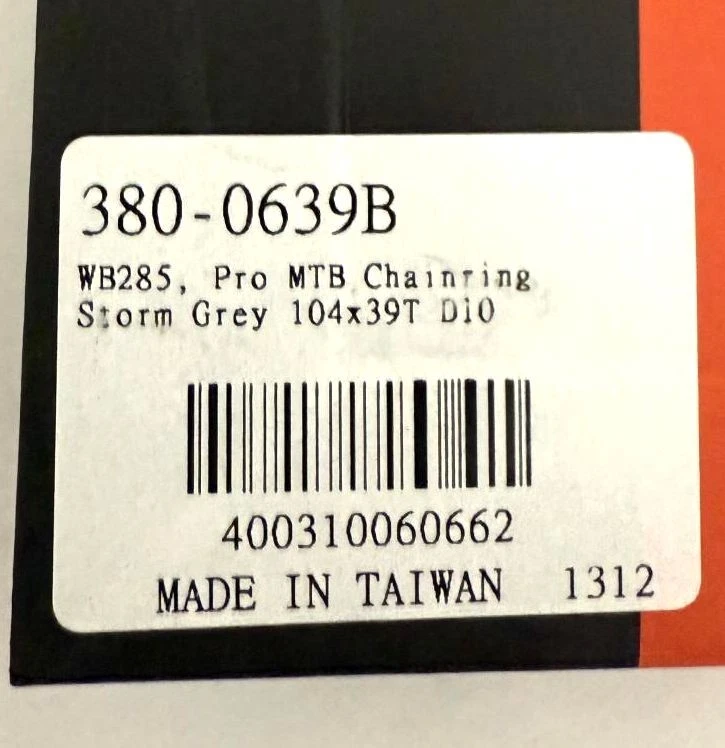 380-0639B
WB285, Pro MTB Chainring
Storm Grey 104x39T D10
400310060662
MADE IN TAIWAN 1312